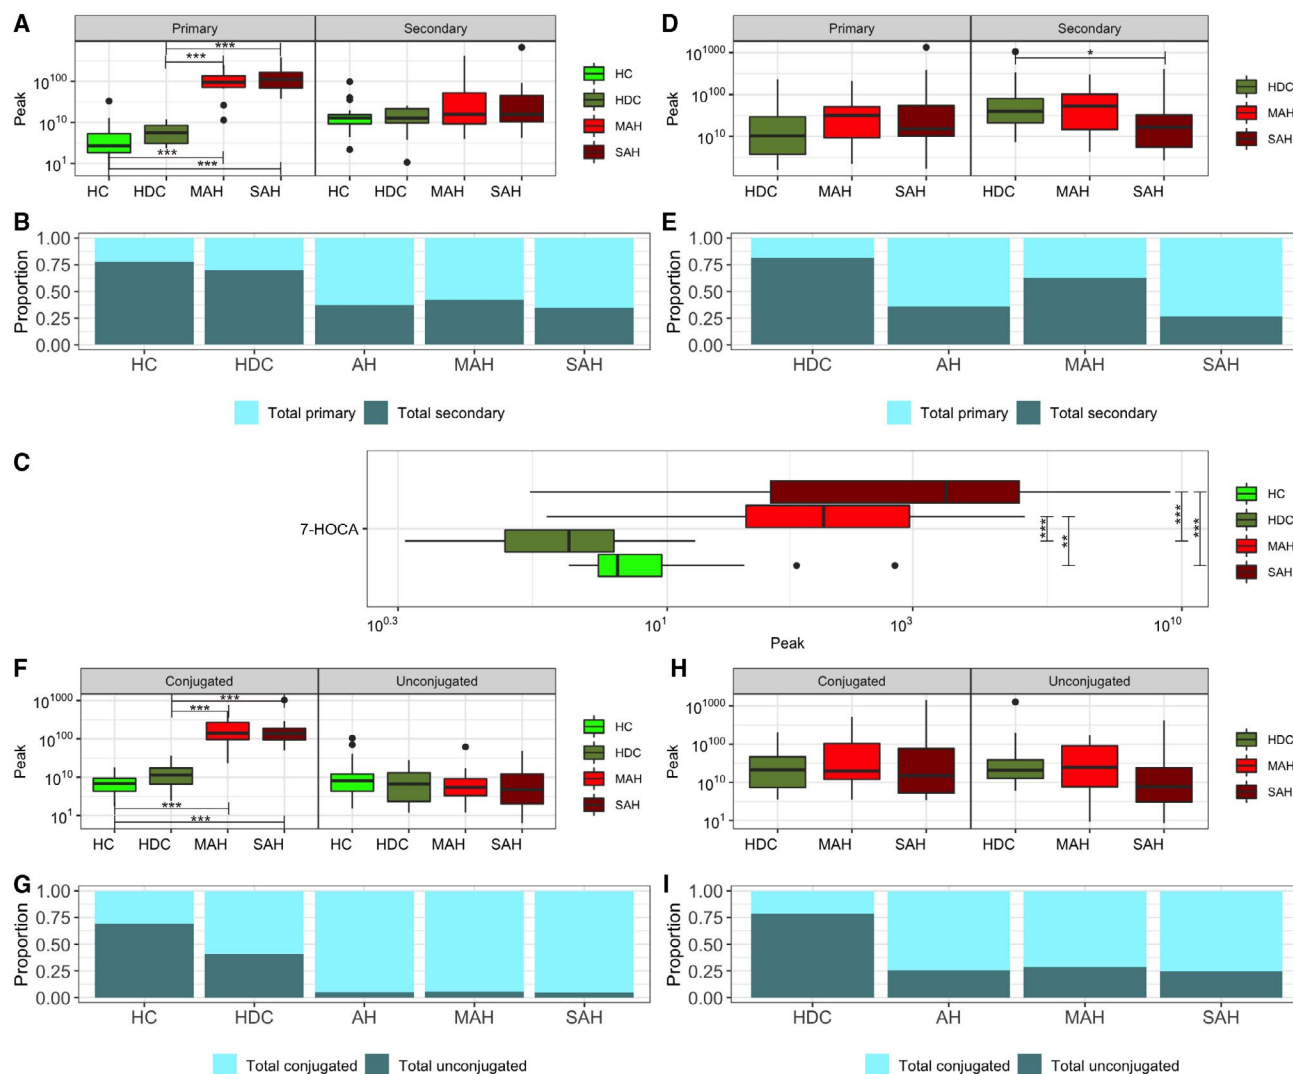 A
Primary
Secondary
***
***
***
***
Peak
10^100
10^10
10^1
HC
HDC
MAH
SAH
HC
HDC
MAH
SAH
HC
HDC
MAH
SAH
D
Primary
Secondary
*
Peak
10^1000
10^100
10^10
HDC
MAH
SAH
HDC
MAH
SAH
HDC
MAH
SAH
B
Proportion
1.00
0.75
0.50
0.25
0.00
HC
HDC
AH
MAH
SAH
Total primary
Total secondary
E
Proportion
1.00
0.75
0.50
0.25
0.00
HDC
AH
MAH
SAH
Total primary
Total secondary
C
7-HOCA
***
**
***
***
10^0.3
10^1
10^3
10^10
Peak
HC
HDC
MAH
SAH
F
Conjugated
Unconjugated
***
***
***
***
Peak
10^1000
10^100
10^10
10^1
HC
HDC
MAH
SAH
HC
HDC
MAH
SAH
HC
HDC
MAH
SAH
H
Conjugated
Unconjugated
Peak
10^1000
10^100
10^10
10^1
HDC
MAH
SAH
HDC
MAH
SAH
HDC
MAH
SAH
G
Proportion
1.00
0.75
0.50
0.25
0.00
HC
HDC
AH
MAH
SAH
Total conjugated
Total unconjugated
I
Proportion
1.00
0.75
0.50
0.25
0.00
HDC
AH
MAH
SAH
Total conjugated
Total unconjugated